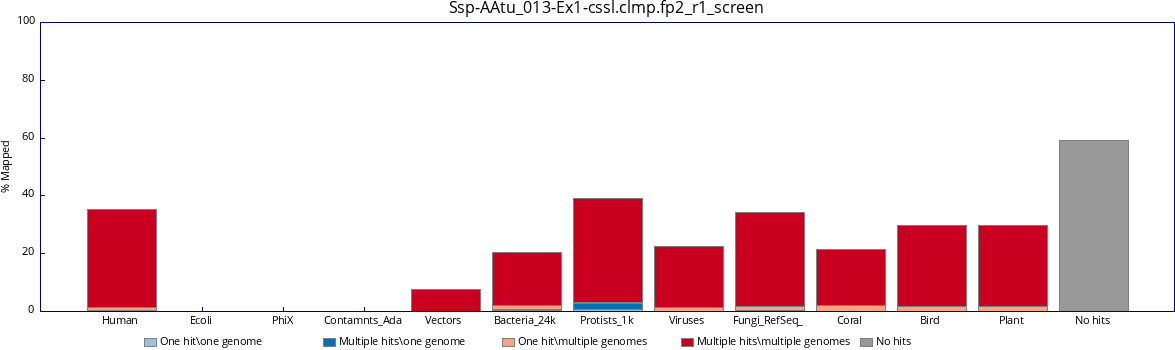 Ssp-AAtu_013-Ex1-cssl.clmp.fp2_r1_screen
% Mapped
100
80
60
40
20
0
Human Ecoli PhiX Contamnts_Ada Vectors Bacteria_24k Protists_1k Viruses Fungi_RefSeq_ Coral Bird Plant No hits
One hit\one genome Multiple hits\one genome One hit\multiple genomes Multiple hits\multiple genomes No hits